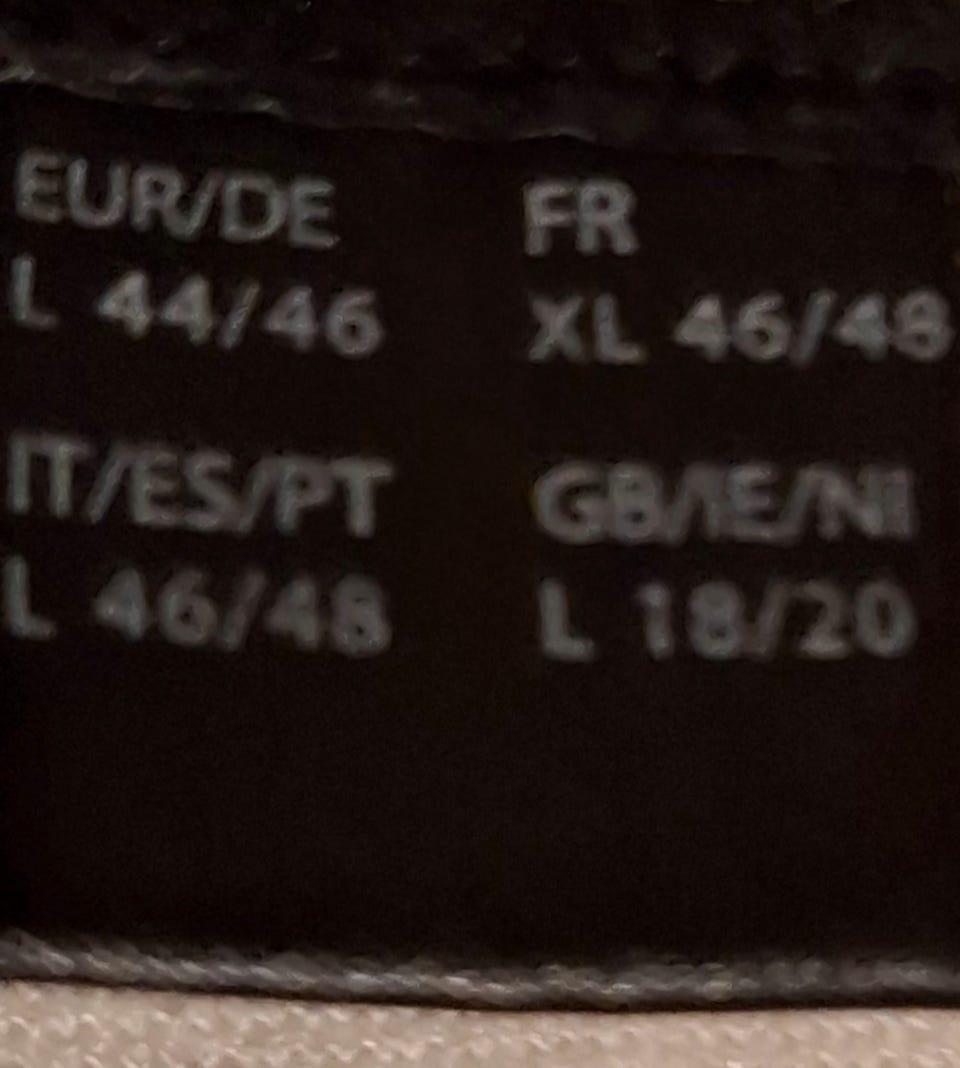 EUR/DE
L 44/46
FR
XL 46/48
IT/ES/PT
L 46/48
GB/IE/NI
L 18/20